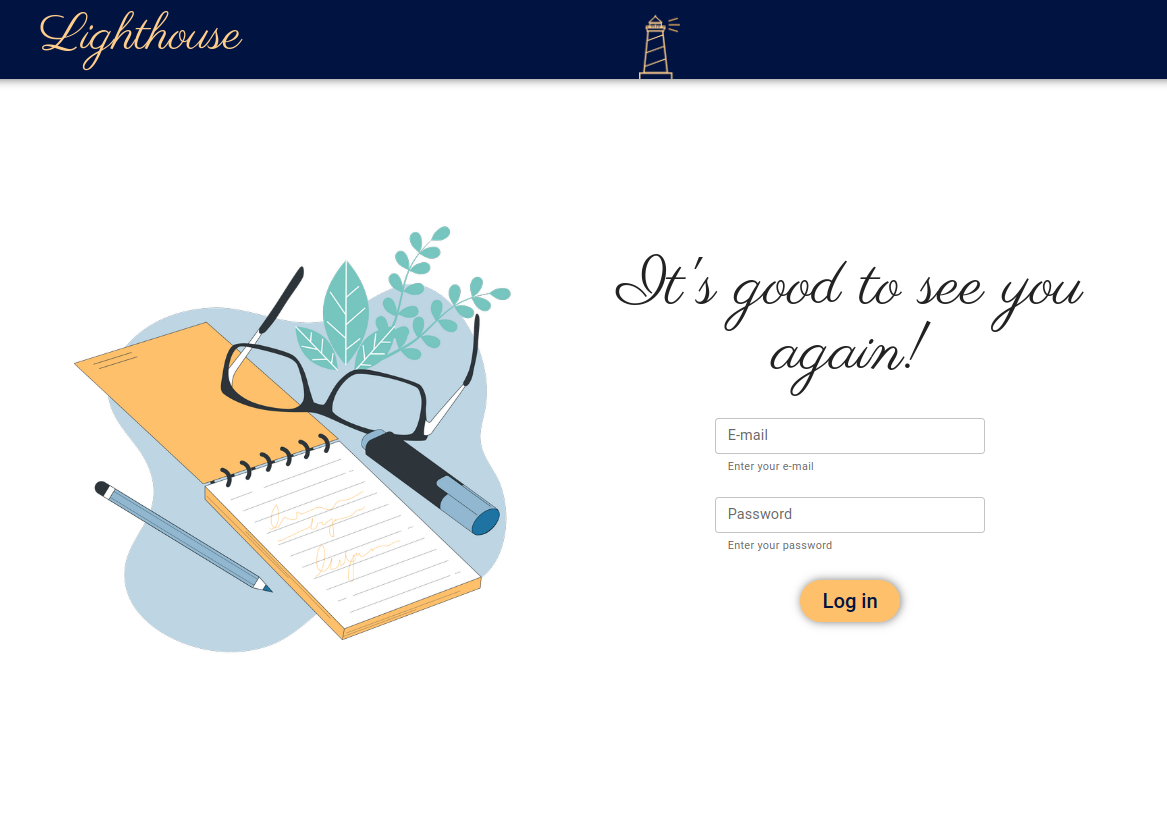 Lighthouse
It's good to see you
again!
E-mail
Enter your e-mail
Password
Enter your password
Log in